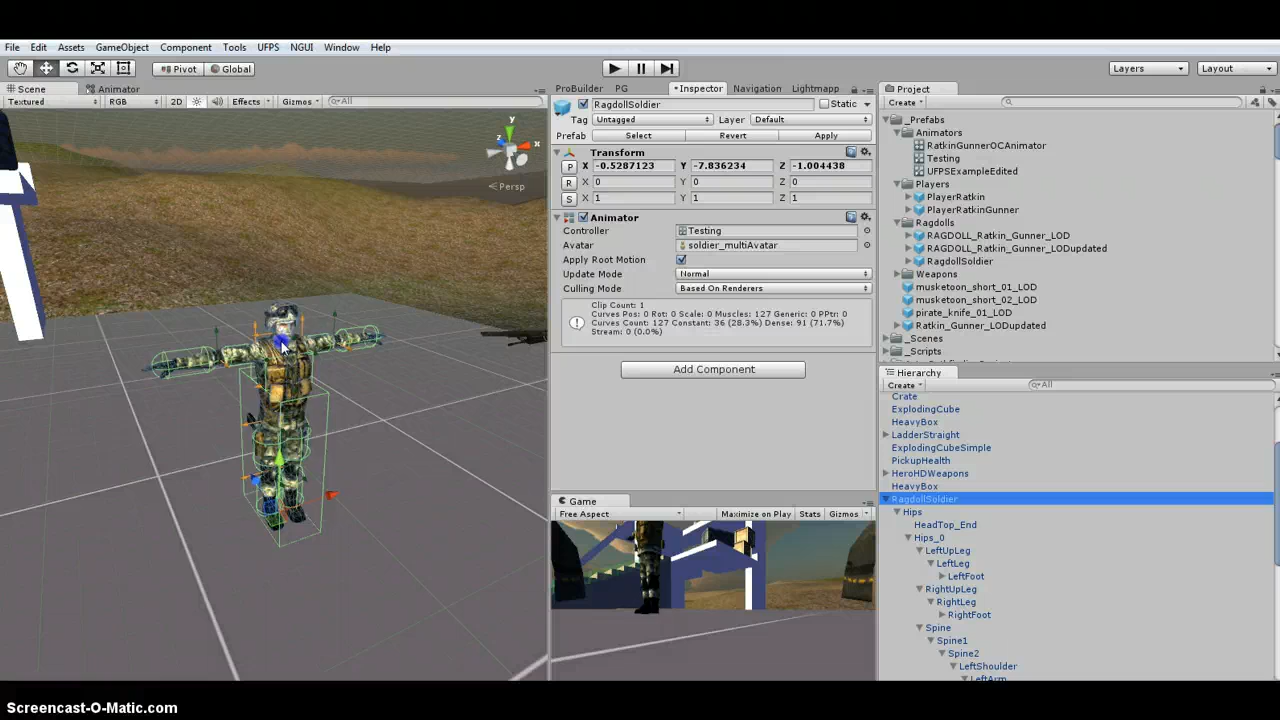 File Edit Assets GameObject Component Tools UFPS NGUI Window Help
Pivot Global Layers Layout
Scene Animator
Textured RGB 2D Effects Gizmos All
y
z x
Persp
ProBuilder PG Inspector Navigation Lightmapp
RagdollSoldier Static
Tag Untagged Layer Default
Prefab Select Revert Apply
Transform
P X -0.5287123 Y -7.836234 Z -1.004438
R X 0 Y 0 Z 0
S X 1 Y 1 Z 1
Animator
Controller Testing
Avatar soldier_multiAvatar
Apply Root Motion
Update Mode Normal
Culling Mode Based On Renderers
Clip Count: 1
Curves Pos: 0 Rot: 0 Scale: 0 Muscles: 127 Generic: 0 PPtr: 0
Curves Count: 127 Constant: 36 (28.3%) Dense: 91 (71.7%)
Stream: 0 (0.0%)
Add Component
Game
Free Aspect Maximize on Play Stats Gizmos
Project
Create
_Prefabs
Animators
RatkinGunnerOCAnimator
Testing
UFPSExampleEdited
Players
PlayerRatkin
PlayerRatkinGunner
Ragdolls
RAGDOLL_Ratkin_Gunner_LOD
RAGDOLL_Ratkin_Gunner_LODupdated
RagdollSoldier
Weapons
musketoon_short_01_LOD
musketoon_short_02_LOD
pirate_knife_01_LOD
Ratkin_Gunner_LODupdated
_Scenes
_Scripts
Hierarchy
Create All
Crate
ExplodingCube
HeavyBox
LadderStraight
ExplodingCubeSimple
PickupHealth
HeroHDWeapons
HeavyBox
RagdollSoldier
Hips
HeadTop_End
Hips_0
LeftUpLeg
LeftLeg
LeftFoot
RightUpLeg
RightLeg
RightFoot
Spine
Spine1
Spine2
LeftShoulder
LeftArm
Screencast-O-Matic.com